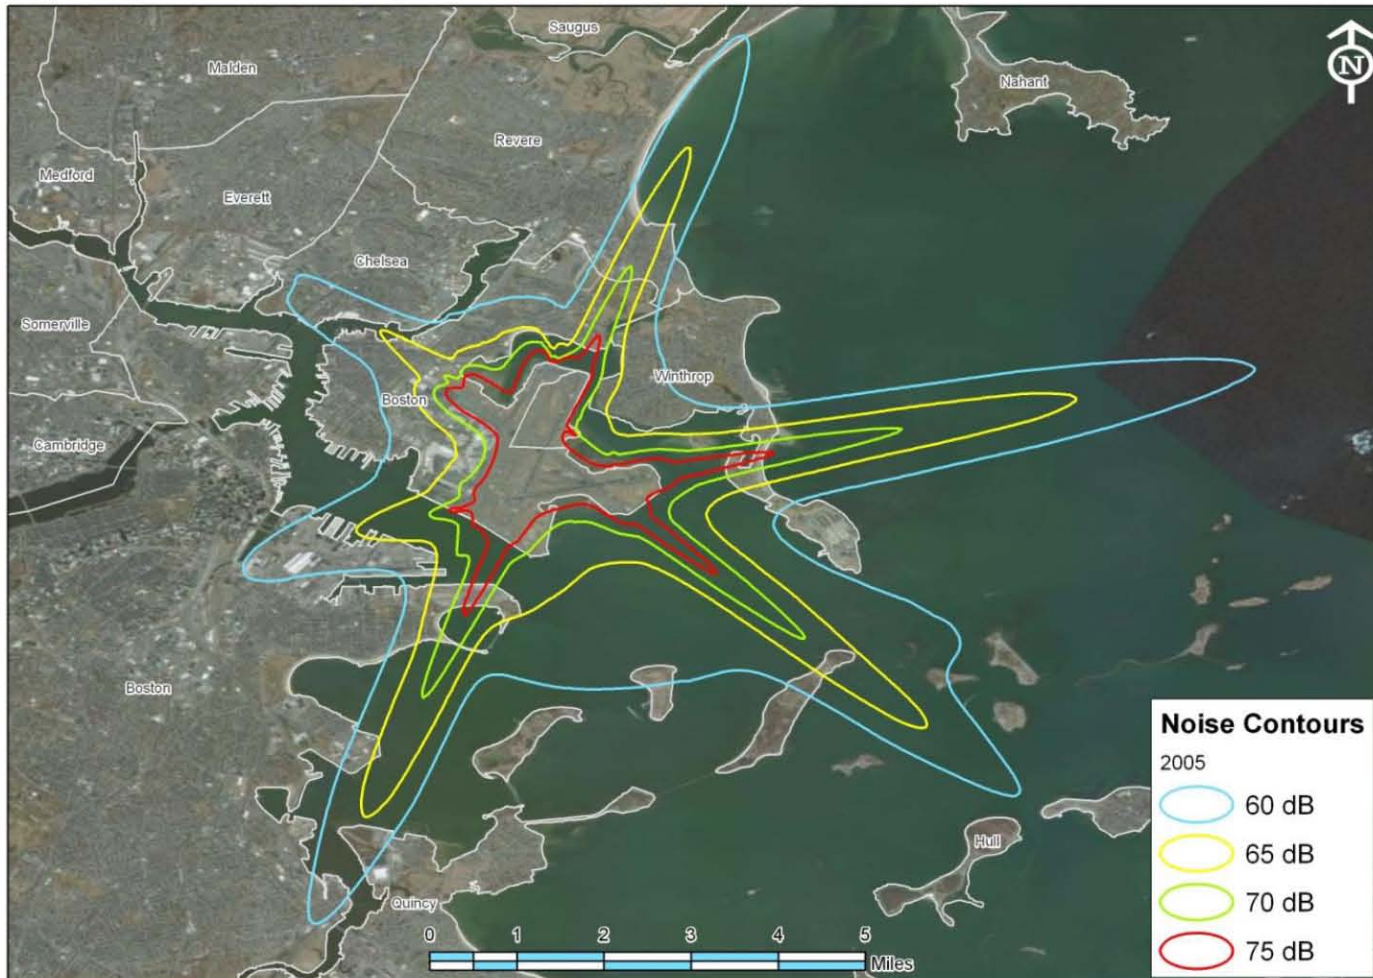 Saugus
Malden
Nahant
N
Revere
Medford
Everett
Chelsea
Somerville
Winthrop
Boston
Cambridge
Boston
Noise Contours
2005
60 dB
65 dB
70 dB
75 dB
Hull
Quincy
0 1 2 3 4 5
Miles